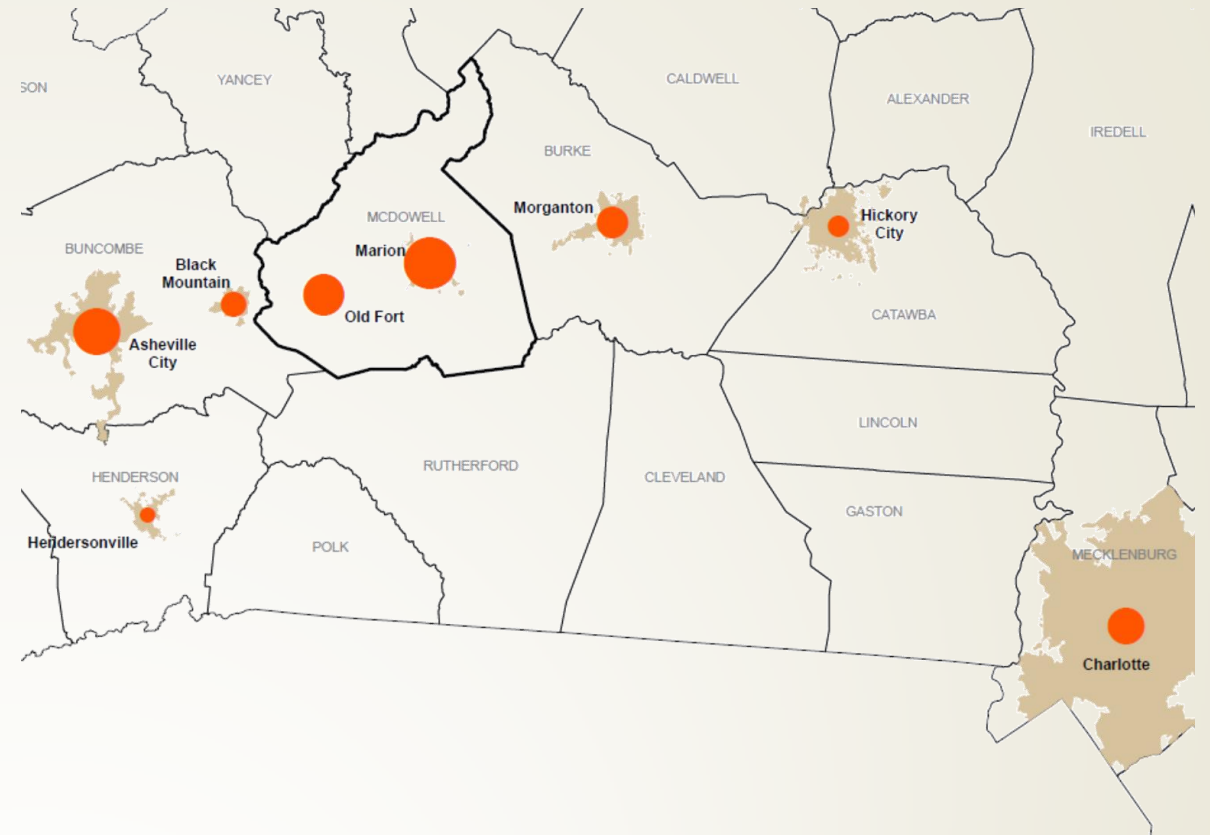 YANCEY
SON
CALDWELL
ALEXANDER
IREDELL
BURKE
MCDOWELL
Morganton
Hickory
City
BUNCOMBE
Marion
Black
Mountain
Old Fort
CATAWBA
Asheville
City
LINCOLN
RUTHERFORD
HENDERSON
CLEVELAND
GASTON
Hendersonville
POLK
MECKLENBURG
Charlotte